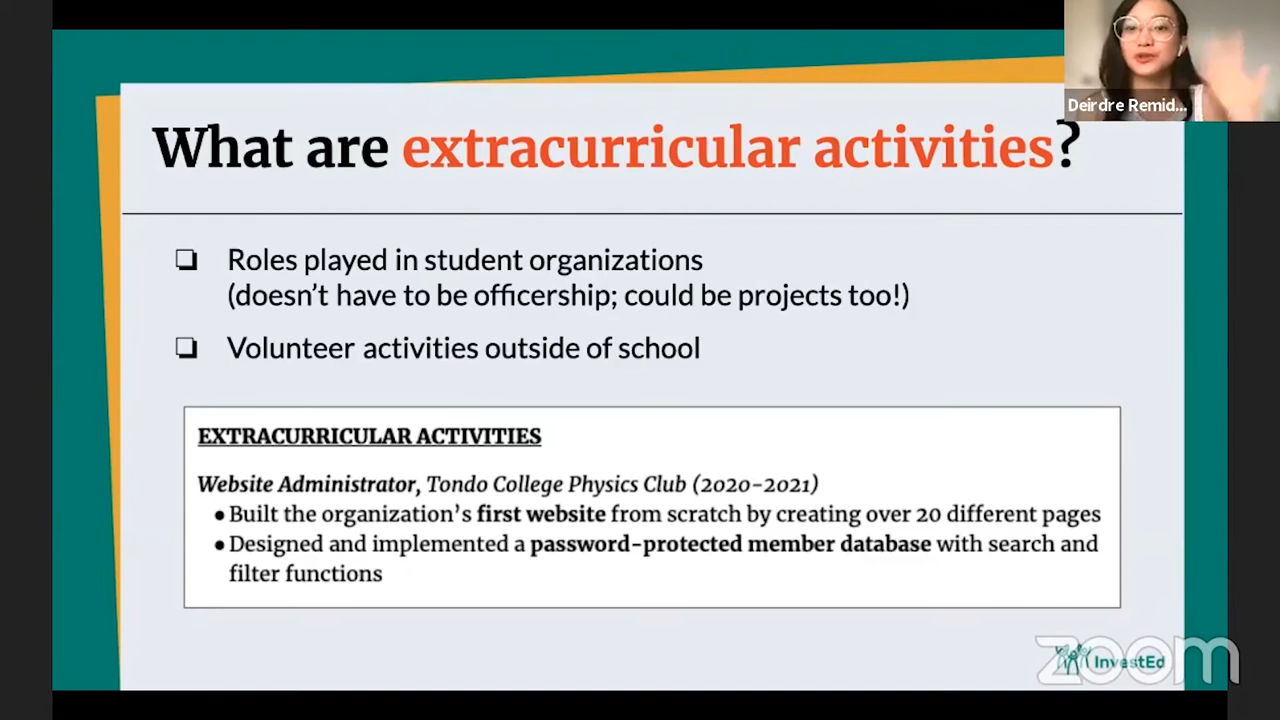 Deirdre Remid...
What are extracurricular activities?
❏ Roles played in student organizations
(doesn't have to be officership; could be projects too!)
❏ Volunteer activities outside of school
EXTRACURRICULAR ACTIVITIES
Website Administrator, Tondo College Physics Club (2020-2021)
● Built the organization's first website from scratch by creating over 20 different pages
● Designed and implemented a password-protected member database with search and
filter functions
InvestEd
zoom